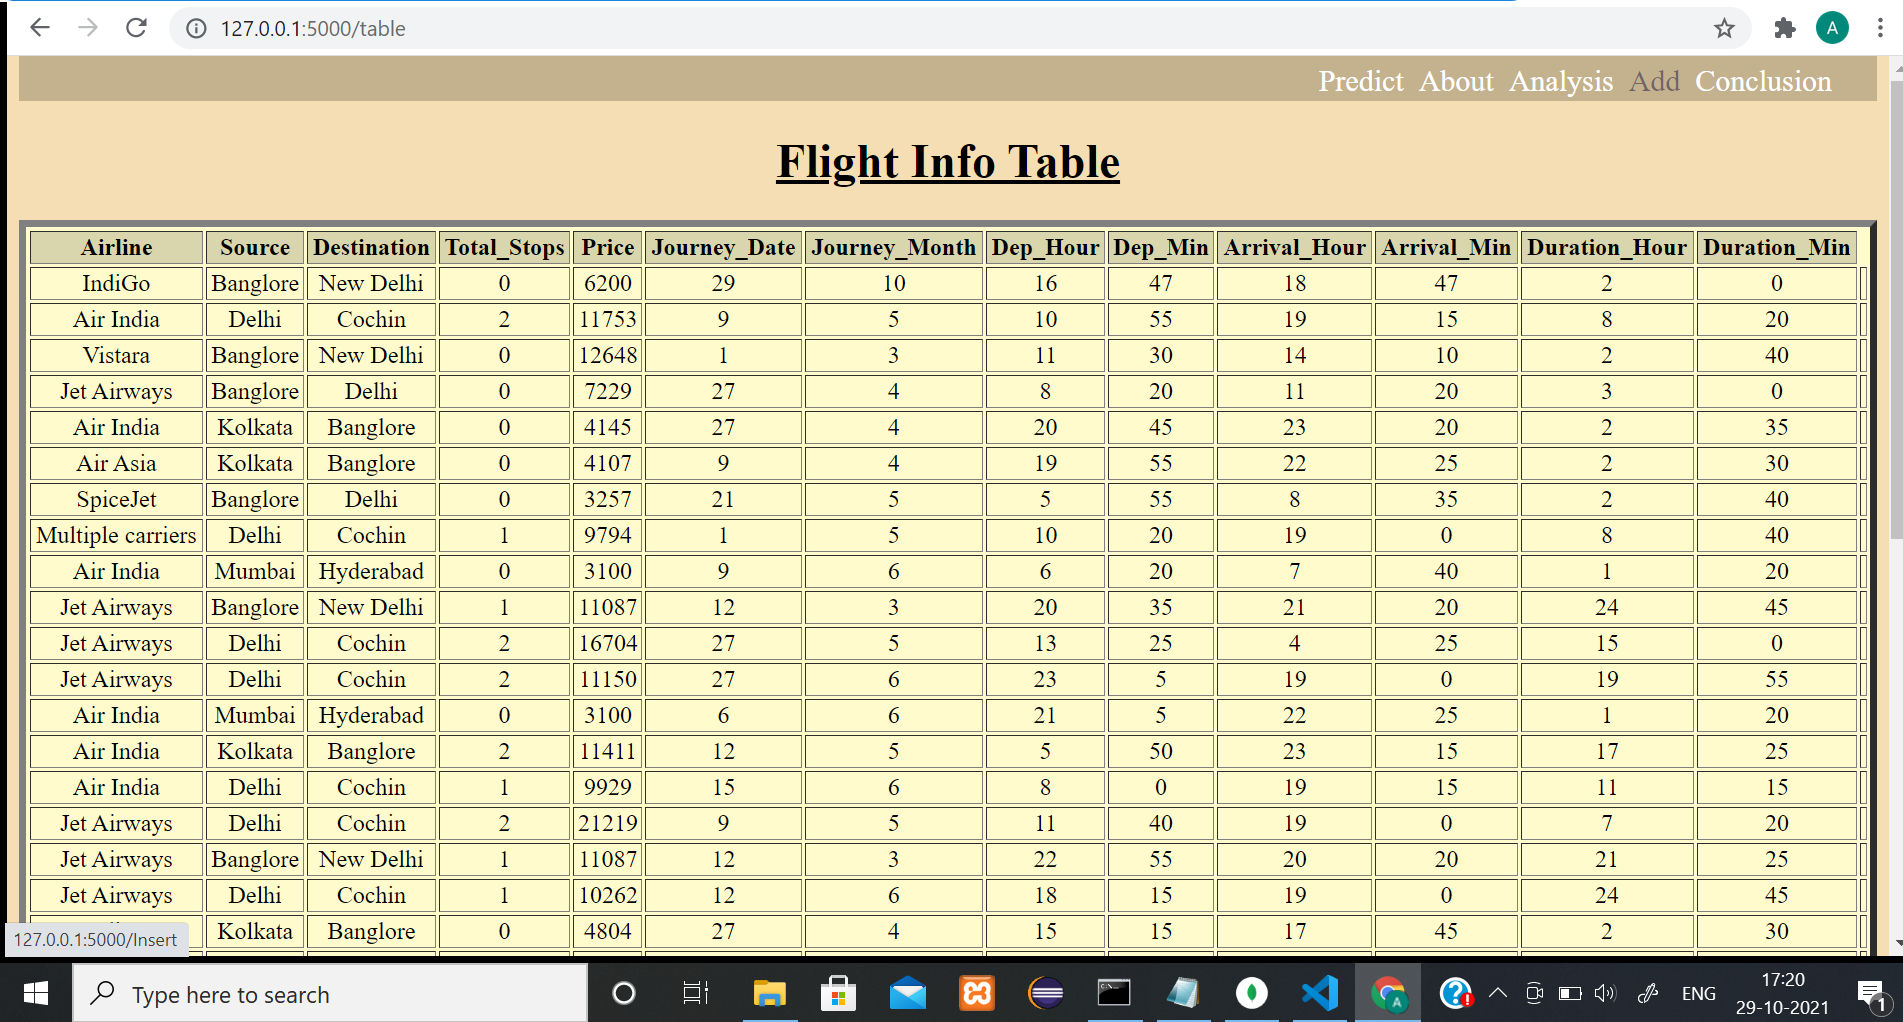 127.0.0.1:5000/table
A
Predict About Analysis Add Conclusion
Flight Info Table
Airline Source Destination Total_Stops Price Journey_Date Journey_Month Dep_Hour Dep_Min Arrival_Hour Arrival_Min Duration_Hour Duration_Min
IndiGo Banglore New Delhi 0 6200 29 10 16 47 18 47 2 0
Air India Delhi Cochin 2 11753 9 5 10 55 19 15 8 20
Vistara Banglore New Delhi 0 12648 1 3 11 30 14 10 2 40
Jet Airways Banglore Delhi 0 7229 27 4 8 20 11 20 3 0
Air India Kolkata Banglore 0 4145 27 4 20 45 23 20 2 35
Air Asia Kolkata Banglore 0 4107 9 4 19 55 22 25 2 30
SpiceJet Banglore Delhi 0 3257 21 5 5 55 8 35 2 40
Multiple carriers Delhi Cochin 1 9794 1 5 10 20 19 0 8 40
Air India Mumbai Hyderabad 0 3100 9 6 6 20 7 40 1 20
Jet Airways Banglore New Delhi 1 11087 12 3 20 35 21 20 24 45
Jet Airways Delhi Cochin 2 16704 27 5 13 25 4 25 15 0
Jet Airways Delhi Cochin 2 11150 27 6 23 5 19 0 19 55
Air India Mumbai Hyderabad 0 3100 6 6 21 5 22 25 1 20
Air India Kolkata Banglore 2 11411 12 5 5 50 23 15 17 25
Air India Delhi Cochin 1 9929 15 6 8 0 19 15 11 15
Jet Airways Delhi Cochin 2 21219 9 5 11 40 19 0 7 20
Jet Airways Banglore New Delhi 1 11087 12 3 22 55 20 20 21 25
Jet Airways Delhi Cochin 1 10262 12 6 18 15 19 0 24 45
Kolkata Banglore 0 4804 27 4 15 15 17 45 2 30
127.0.0.1:5000/Insert
Type here to search
ENG
17:20
29-10-2021
1